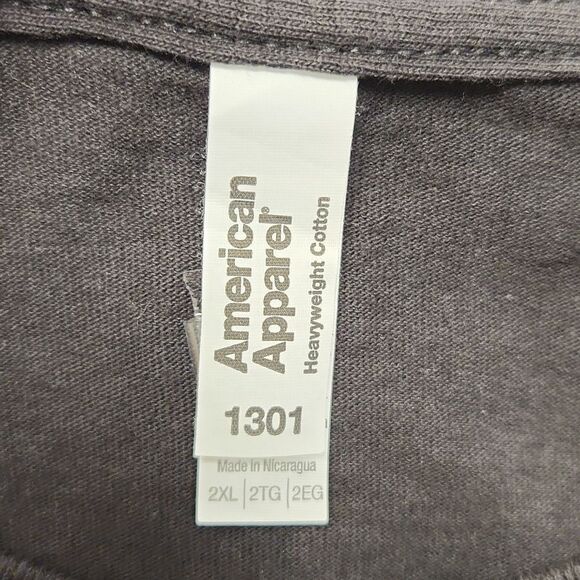 American
Apparel®
Heavyweight Cotton
1301
Made In Nicaragua
2XL | 2TG | 2EG